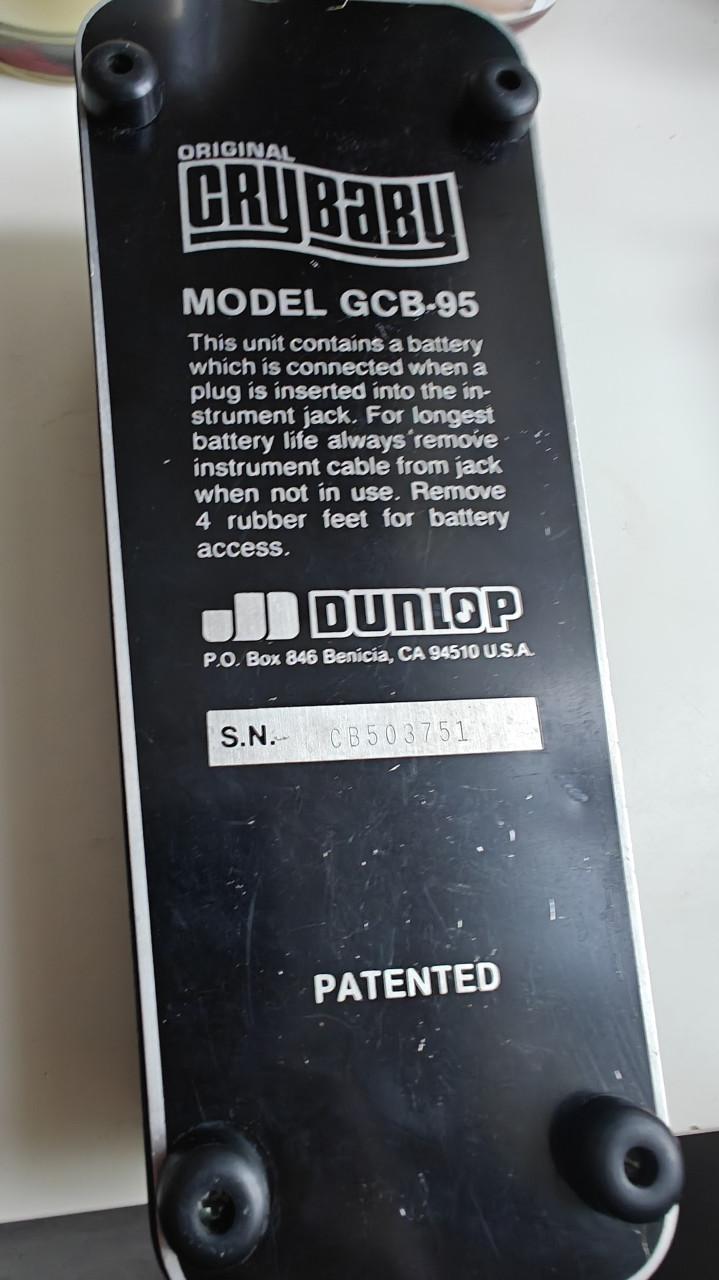 ORIGINAL
CRYBABY
MODEL GCB-95
This unit contains a battery
which is connected when a
plug is inserted into the in-
strument jack. For longest
battery life always remove
instrument cable from jack
when not in use. Remove
4 rubber feet for battery
access.
DUNLOP
P.O. Box 846 Benicia, CA 94510 U.S.A.
S.N. CB503751
PATENTED